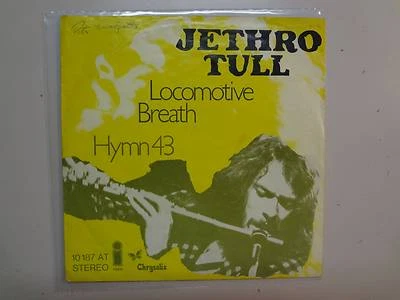 JETHRO
TULL
Locomotive
Breath
Hymn 43
10 187 AT
STEREO
Chrysalis